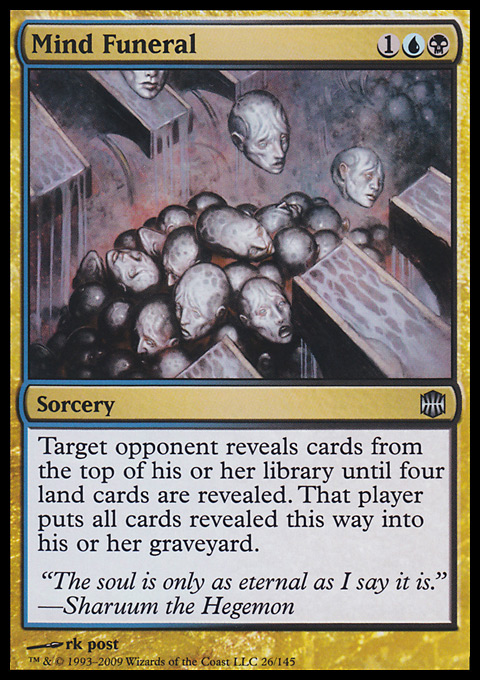 Mind Funeral 1
Sorcery
Target opponent reveals cards from
the top of his or her library until four
land cards are revealed. That player
puts all cards revealed this way into
his or her graveyard.
“The soul is only as eternal as I say it is.”
—Sharuum the Hegemon
rk post
™ & © 1993–2009 Wizards of the Coast LLC 26/145